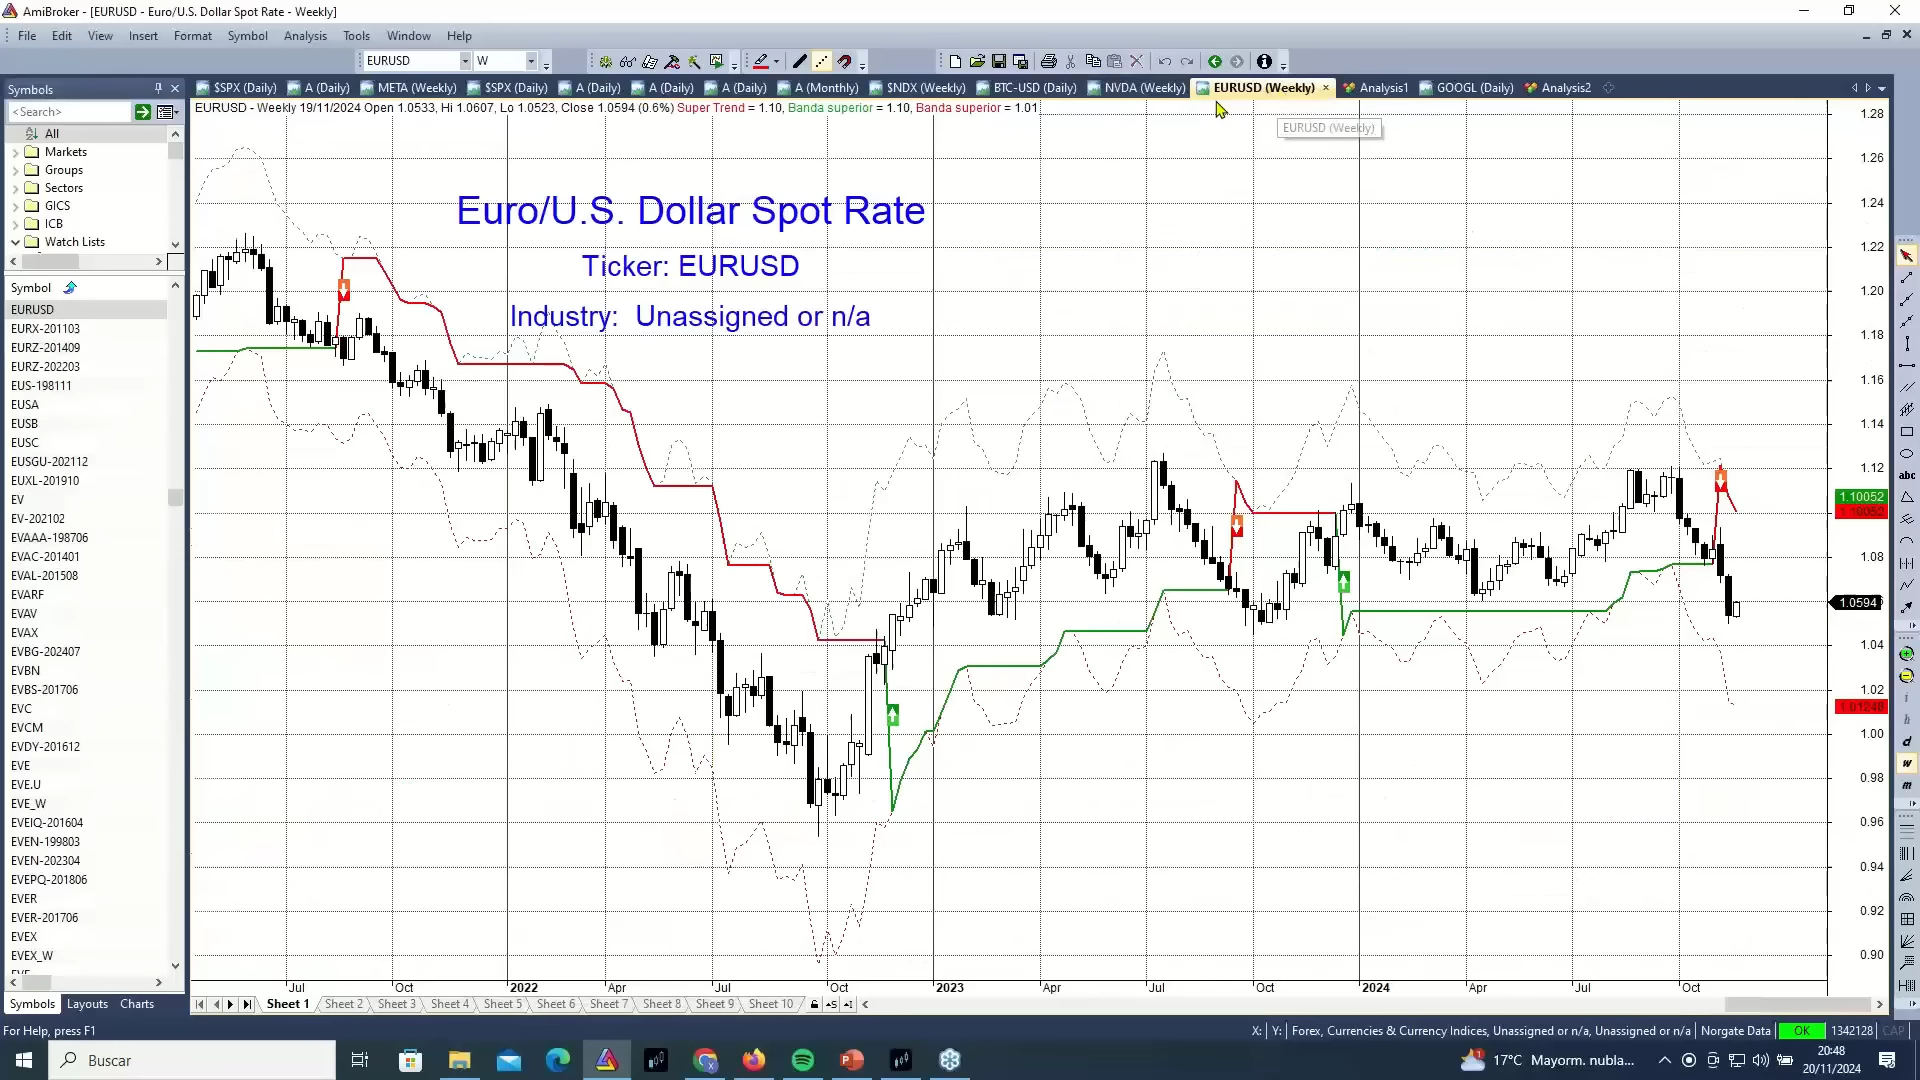 AmiBroker - [EURUSD - Euro/U.S. Dollar Spot Rate - Weekly]
File Edit View Insert Format Symbol Analysis Tools Window Help
EURUSD W
Symbols
$SPX (Daily) A (Daily) META (Weekly) $SPX (Daily) A (Daily) A (Daily) A (Daily) A (Monthly) $NDX (Weekly) BTC-USD (Daily) NVDA (Weekly) EURUSD (Weekly) Analysis1 GOOGL (Daily) Analysis2
<Search>
EURUSD - Weekly 19/11/2024 Open 1.0533, Hi 1.0607, Lo 1.0523, Close 1.0594 (0.6%) Super Trend = 1.10, Banda superior = 1.10, Banda superior = 1.01
EURUSD (Weekly)
All
Markets
Groups
Sectors
GICS
ICB
Watch Lists
Symbol
EURUSD
EURX-201103
EURZ-201409
EURZ-202203
EUS-198111
EUSA
EUSB
EUSC
EUSGU-202112
EUXL-201910
EV
EV-202102
EVAAA-198706
EVAC-201401
EVAL-201508
EVARF
EVAV
EVAX
EVBG-202407
EVBN
EVBS-201706
EVC
EVCM
EVDY-201612
EVE
EVE.U
EVE_W
EVEIQ-201604
EVEN-199803
EVEN-202304
EVEPQ-201806
EVER
EVER-201706
EVEX
EVEX_W
Euro/U.S. Dollar Spot Rate
Ticker: EURUSD
Industry: Unassigned or n/a
1.28
1.26
1.24
1.22
1.20
1.18
1.16
1.14
1.12
1.10052
1.10052
1.08
1.0594
1.04
1.02
1.01248
1.00
0.98
0.96
0.94
0.92
0.90
abc
i
h
d
w
m
Jul Oct 2022 Apr Jul Oct 2023 Apr Jul Oct 2024 Apr Jul Oct
Symbols Layouts Charts
Sheet 1 Sheet 2 Sheet 3 Sheet 4 Sheet 5 Sheet 6 Sheet 7 Sheet 8 Sheet 9 Sheet 10
For Help, press F1
X: Y: Forex, Currencies & Currency Indices, Unassigned or n/a, Unassigned or n/a Norgate Data OK 1342128 CAP
Buscar
17°C Mayorm. nubla...
20:48
20/11/2024